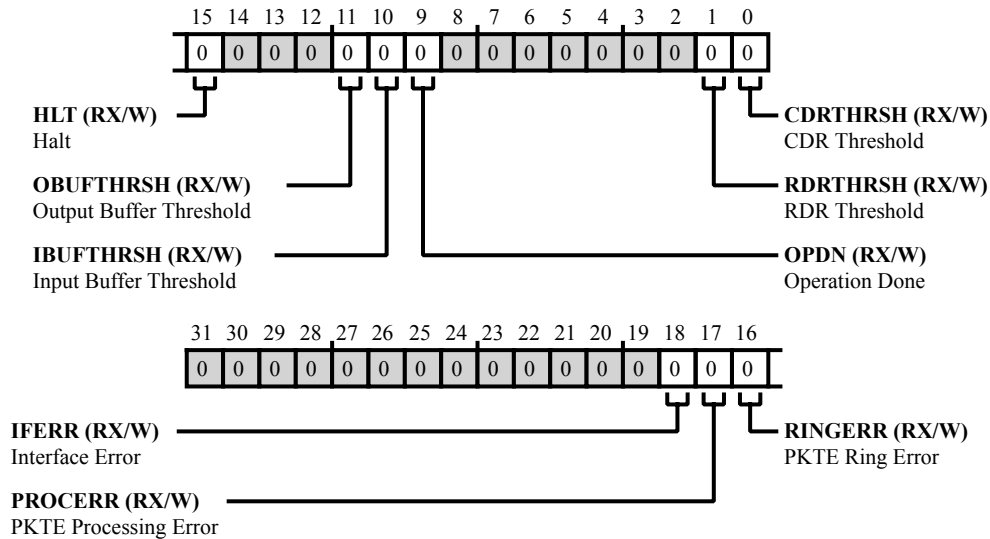 15 14 13 12 11 10 9 8 7 6 5 4 3 2 1 0
0 0 0 0 0 0 0 0 0 0 0 0 0 0 0 0
HLT (RX/W)
Halt
CDRTHRSH (RX/W)
CDR Threshold
OBUFTHRSH (RX/W)
Output Buffer Threshold
RDRTHRSH (RX/W)
RDR Threshold
IBUFTHRSH (RX/W)
Input Buffer Threshold
OPDN (RX/W)
Operation Done
31 30 29 28 27 26 25 24 23 22 21 20 19 18 17 16
0 0 0 0 0 0 0 0 0 0 0 0 0 0 0 0
IFERR (RX/W)
Interface Error
RINGERR (RX/W)
PKTE Ring Error
PROCERR (RX/W)
PKTE Processing Error